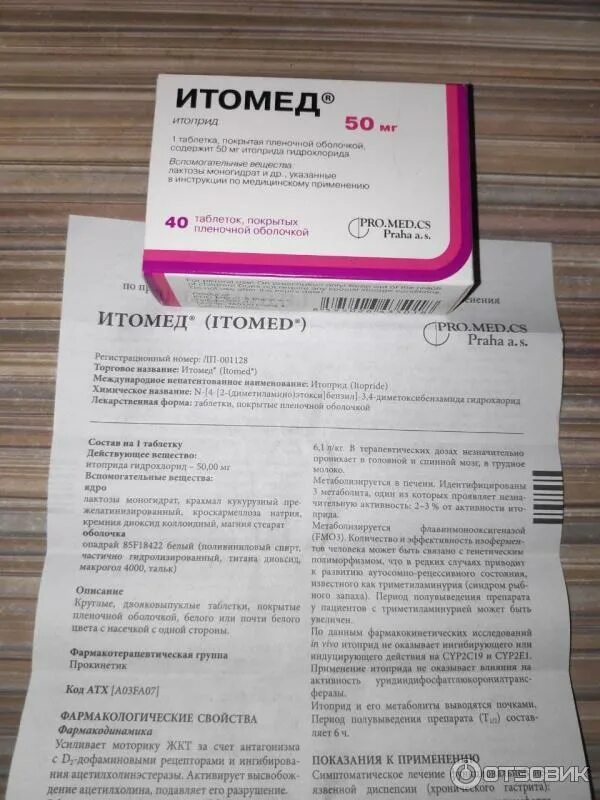 ИТОМЕД®
итоприд
50 мг
1 таблетка, покрытая пленочной оболочкой,
содержит 50 мг итоприда гидрохлорида
Вспомогательные вещества:
лактозы моногидрат и др., указанные
в инструкции по медицинскому применению
40 таблеток, покрытых
пленочной оболочкой
PRO.MED.CS
Praha a. s.
по
ИТОМЕД® (ITOMED®)
PRO.MED.CS
Praha a. s.
Регистрационный номер: ЛП-001128
Торговое название: Итомед® (Itomed®)
Международное непатентованное наименование: Итоприд (Itopride)
Химическое название: N-[4-[2-(диметиламино)этокси]бензил]-3,4-диметоксибензамида гидрохлорид
Лекарственная форма: таблетки, покрытые пленочной оболочкой
Состав на 1 таблетку
Действующее вещество:
итоприда гидрохлорид – 50,00 мг
Вспомогательные вещества:
ядро
лактозы моногидрат, крахмал кукурузный пре-
желатинизированный, кроскармеллоза натрия,
кремния диоксид коллоидный, магния стеарат
оболочка
опадрай 85F18422 белый (поливиниловый спирт,
частично гидролизированный, титана диоксид,
макрогол 4000, тальк)
Описание
Круглые, двояковыпуклые таблетки, покрытые
пленочной оболочкой, белого или почти белого
цвета с насечкой с одной стороны.
Фармакотерапевтическая группа
Прокинетик
Код АТХ [A03FA07]
ФАРМАКОЛОГИЧЕСКИЕ СВОЙСТВА
Фармакодинамика
Усиливает моторику ЖКТ за счет антагонизма
с D₂-дофаминовыми рецепторами и ингибирова-
ния ацетилхолинэстеразы. Активирует высвобож-
дение ацетилхолина, подавляет его разрушение.
6,1 л/кг. В терапевтических дозах незначительно
проникает в головной и спинной мозг, в грудное
молоко.
Метаболизируется в печени. Идентифицированы
3 метаболита, один из которых проявляет незна-
чительную активность: 2–3 % от активности ито-
прида.
Метаболизируется флавинмонооксигеназой
(FMO3). Количество и эффективность изофермен-
тов человека может быть связано с генетическим
полиморфизмом, что в редких случаях приводит
к развитию аутосомно-рецессивного состояния,
известного как триметиламинурия (синдром рыб-
ного запаха). Период полувыведения препарата
у пациентов с триметиламинурией может быть
увеличен.
По данным фармакокинетических исследований
in vivo итоприд не оказывает ингибирующего или
индуцирующего действия на CYP2C19 и CYP2E1.
Применение итоприда не оказывает влияния на
активность уридиндифосфатглюкоронилтранс-
феразы.
Итоприд и его метаболиты выводятся почками.
Период полувыведения препарата (T₁/₂) состав-
ляет 6 ч.
ПОКАЗАНИЯ К ПРИМЕНЕНИЮ
Симптоматическое лечение функциональной
язвенной диспепсии (хронического гастрита):
ОТЗОВИК